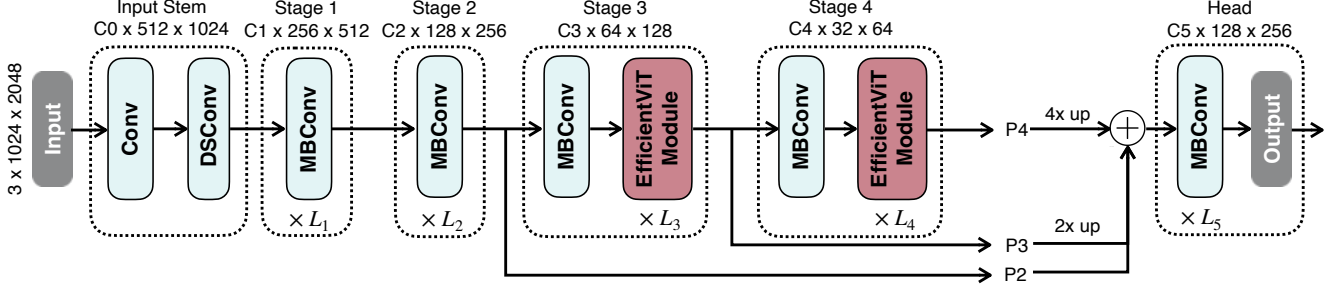 3 x 1024 x 2048
Input
Input Stem
C0 x 512 x 1024
Conv
DSConv
Stage 1
C1 x 256 x 512
MBConv
× L1
Stage 2
C2 x 128 x 256
MBConv
× L2
Stage 3
C3 x 64 x 128
MBConv
EfficientViT
Module
× L3
Stage 4
C4 x 32 x 64
MBConv
EfficientViT
Module
× L4
P4
4x up
+
P3
2x up
P2
Head
C5 x 128 x 256
MBConv
× L5
Output